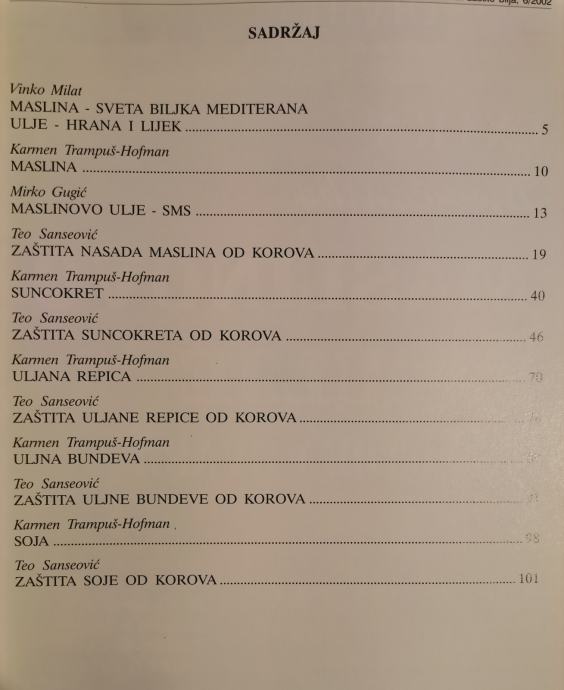 bilja, 6/2002
SADRŽAJ
Vinko Milat
MASLINA - SVETA BILJKA MEDITERANA
ULJE - HRANA I LIJEK ........ 5
Karmen Trampuš-Hofman
MASLINA ........ 10
Mirko Gugić
MASLINOVO ULJE - SMS ........ 13
Teo Sanseović
ZAŠTITA NASADA MASLINA OD KOROVA ........ 19
Karmen Trampuš-Hofman
SUNCOKRET ........ 40
Teo Sanseović
ZAŠTITA SUNCOKRETA OD KOROVA ........ 46
Karmen Trampuš-Hofman
ULJANA REPICA ........
Teo Sanseović
ZAŠTITA ULJANE REPICE OD KOROVA ........
Karmen Trampuš-Hofman
ULJNA BUNDEVA ........
Teo Sanseović
ZAŠTITA ULJNE BUNDEVE OD KOROVA ........
Karmen Trampuš-Hofman
SOJA ........ 98
Teo Sanseović
ZAŠTITA SOJE OD KOROVA ........ 101